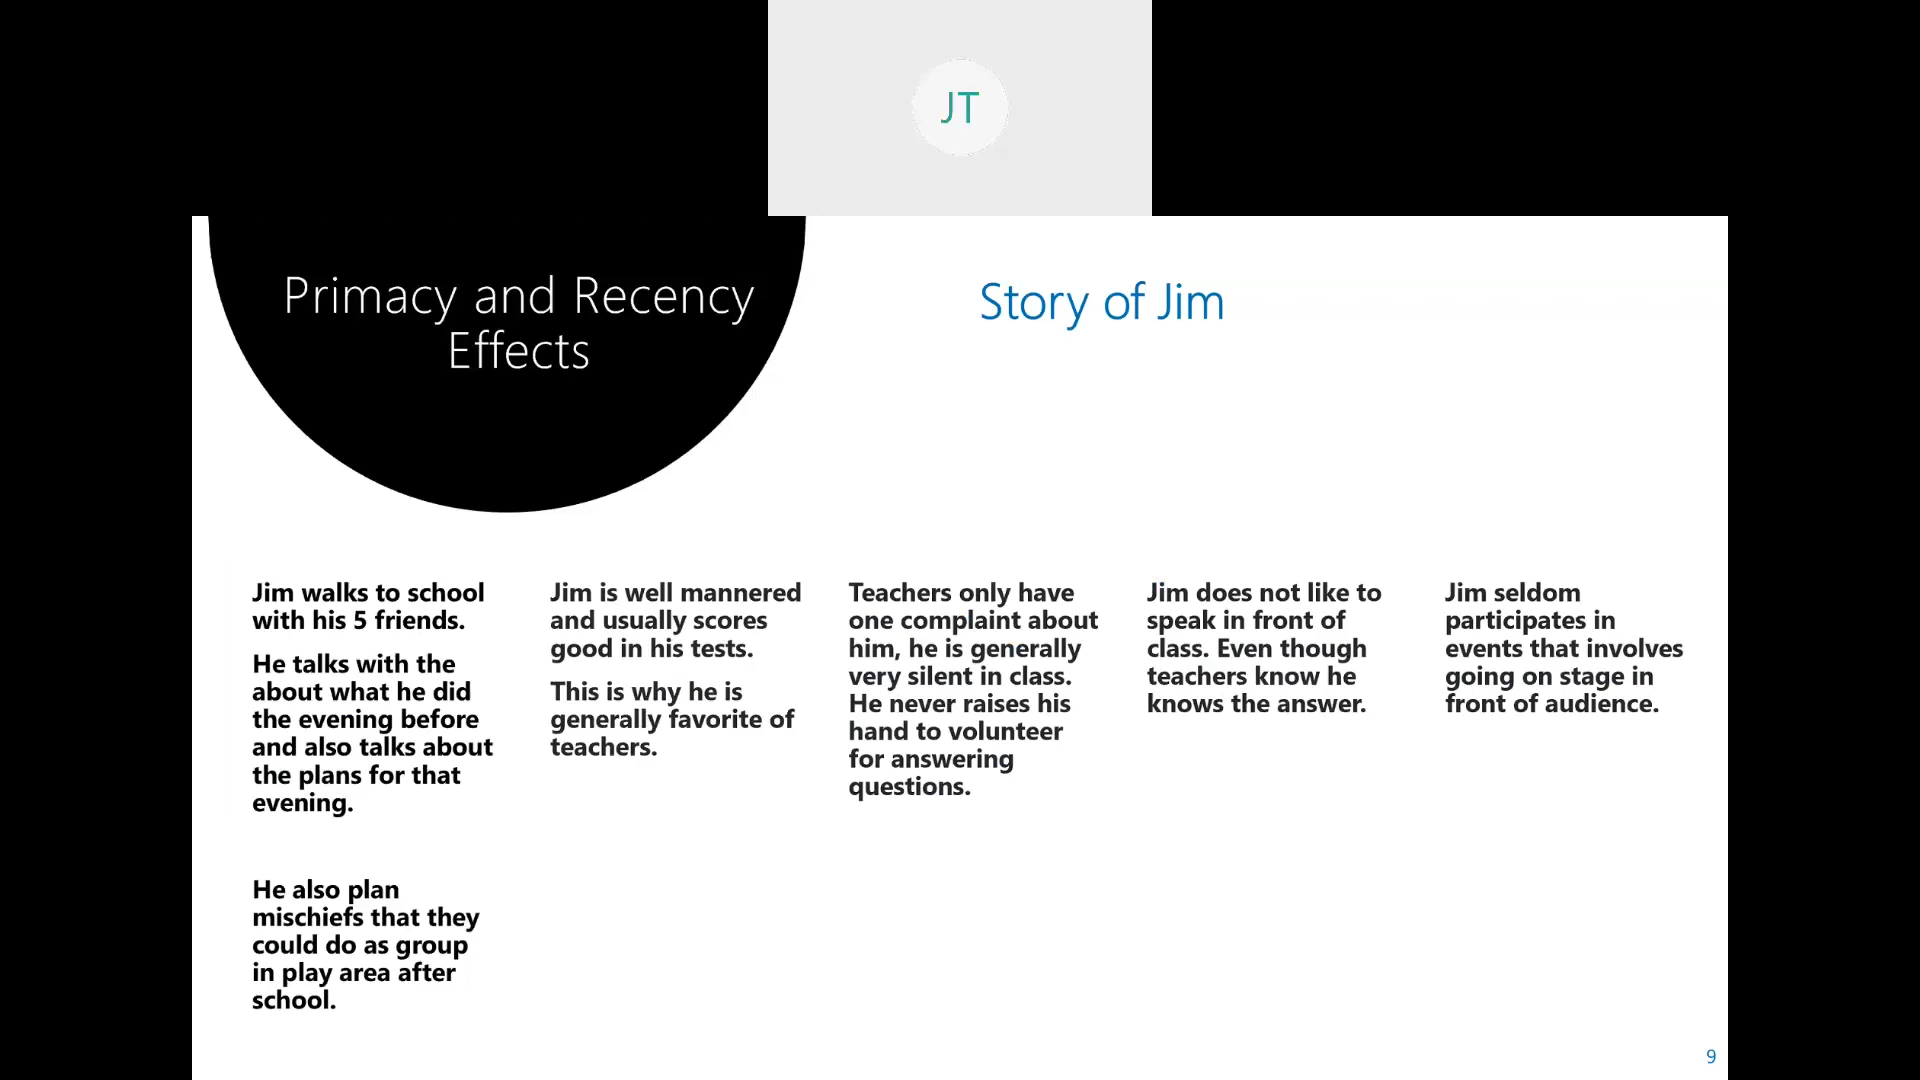 JT
Primacy and Recency
Effects
Story of Jim
Jim walks to school
with his 5 friends.
He talks with the
about what he did
the evening before
and also talks about
the plans for that
evening.
He also plan
mischiefs that they
could do as group
in play area after
school.
Jim is well mannered
and usually scores
good in his tests.
This is why he is
generally favorite of
teachers.
Teachers only have
one complaint about
him, he is generally
very silent in class.
He never raises his
hand to volunteer
for answering
questions.
Jim does not like to
speak in front of
class. Even though
teachers know he
knows the answer.
Jim seldom
participates in
events that involves
going on stage in
front of audience.
9